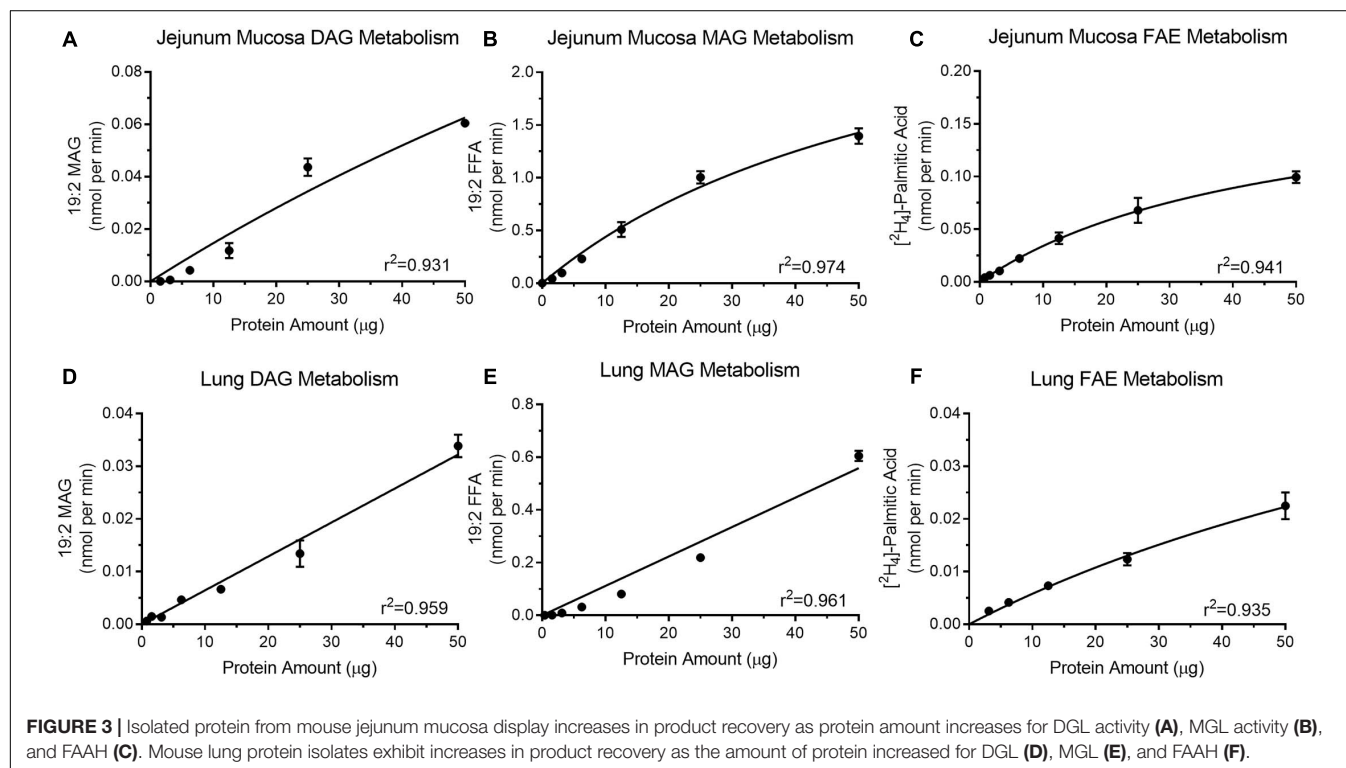 A
Jejunum Mucosa DAG Metabolism
0.08
0.06
0.04
0.02
0.00
19:2 MAG
(nmol per min)
r²=0.931
0 10 20 30 40 50
Protein Amount (µg)
B
Jejunum Mucosa MAG Metabolism
2.0
1.5
1.0
0.5
0.0
19:2 FFA
(nmol per min)
r²=0.974
0 10 20 30 40 50
Protein Amount (µg)
C
Jejunum Mucosa FAE Metabolism
0.20
0.15
0.10
0.05
0.00
[²H₄]-Palmitic Acid
(nmol per min)
r²=0.941
0 10 20 30 40 50
Protein Amount (µg)
D
Lung DAG Metabolism
0.04
0.03
0.02
0.01
0.00
19:2 MAG
(nmol per min)
r²=0.959
0 10 20 30 40 50
Protein Amount (µg)
E
Lung MAG Metabolism
0.8
0.6
0.4
0.2
0.0
19:2 FFA
(nmol per min)
r²=0.961
0 10 20 30 40 50
Protein Amount (µg)
F
Lung FAE Metabolism
0.04
0.03
0.02
0.01
0.00
[²H₄]-Palmitic Acid
(nmol per min)
r²=0.935
0 10 20 30 40 50
Protein Amount (µg)
FIGURE 3 | Isolated protein from mouse jejunum mucosa display increases in product recovery as protein amount increases for DGL activity (A), MGL activity (B),
and FAAH (C). Mouse lung protein isolates exhibit increases in product recovery as the amount of protein increased for DGL (D), MGL (E), and FAAH (F).